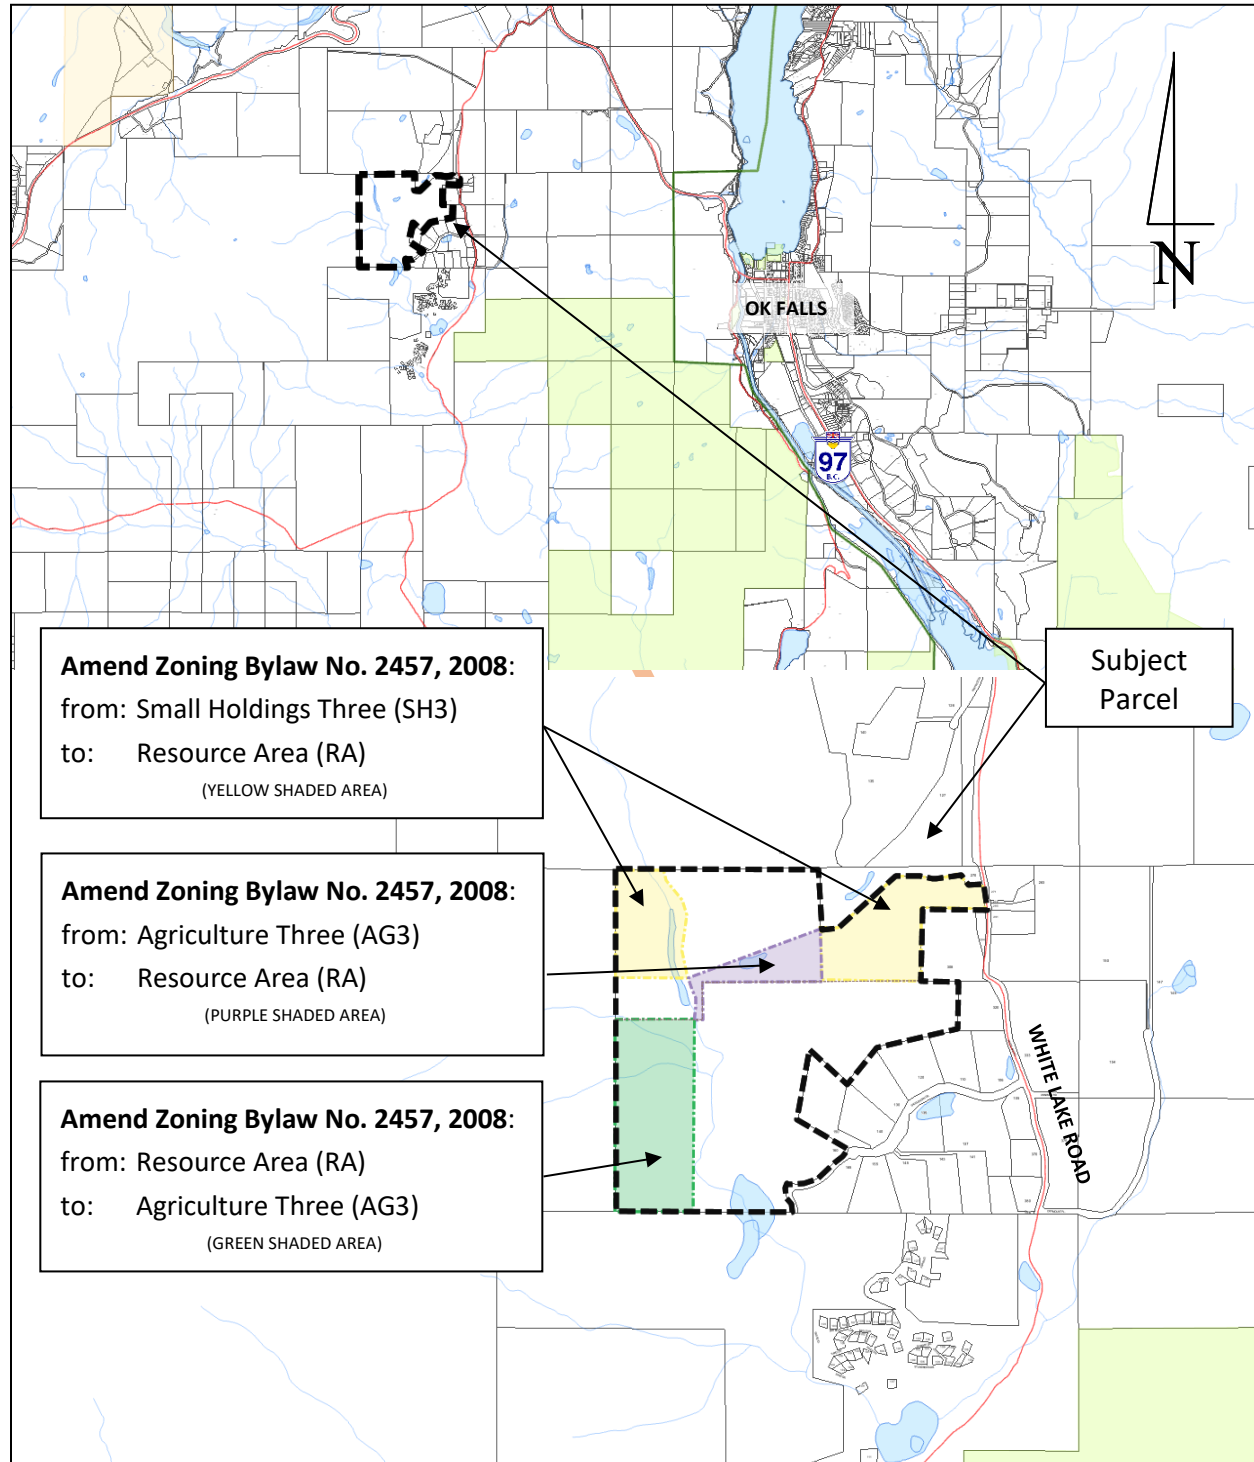 N
OK FALLS
97
B.C.
Amend Zoning Bylaw No. 2457, 2008:
from: Small Holdings Three (SH3)
to: Resource Area (RA)
(YELLOW SHADED AREA)
Subject
Parcel
Amend Zoning Bylaw No. 2457, 2008:
from: Agriculture Three (AG3)
to: Resource Area (RA)
(PURPLE SHADED AREA)
Amend Zoning Bylaw No. 2457, 2008:
from: Resource Area (RA)
to: Agriculture Three (AG3)
(GREEN SHADED AREA)
WHITE LAKE ROAD